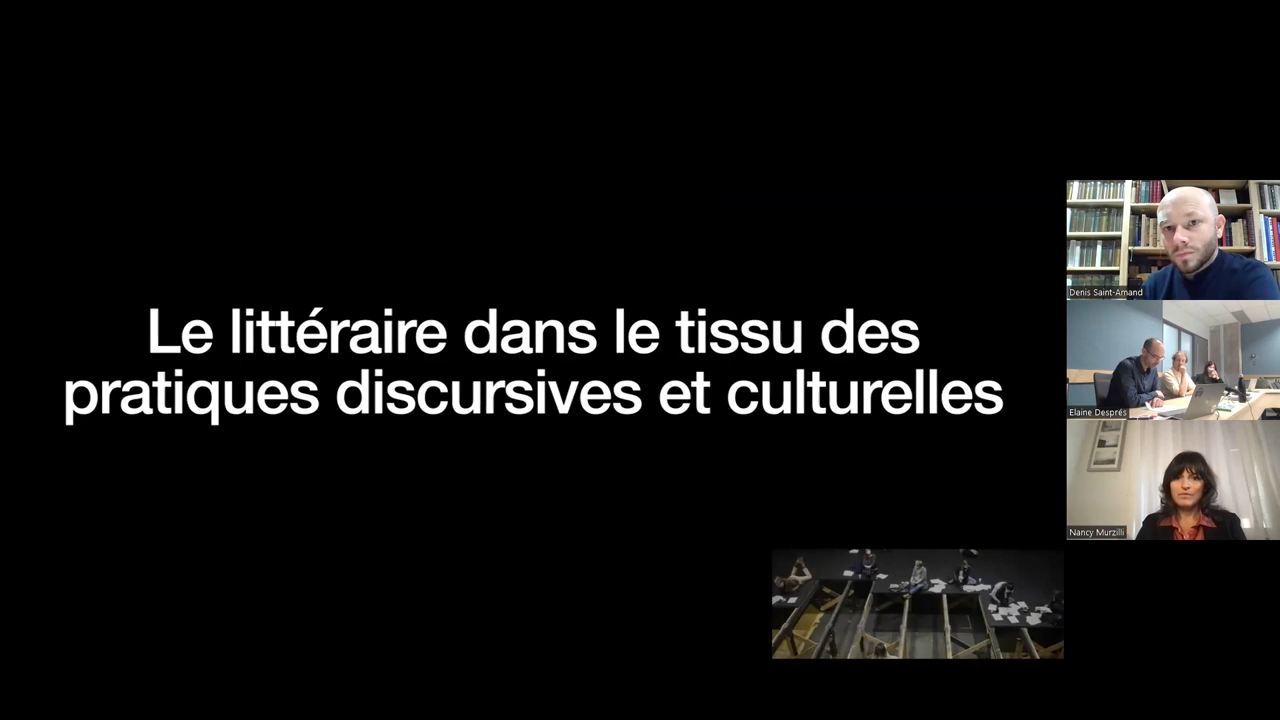 Le littéraire dans le tissu des
pratiques discursives et culturelles
Denis Saint-Amand
Elaine Després
Nancy Murzilli